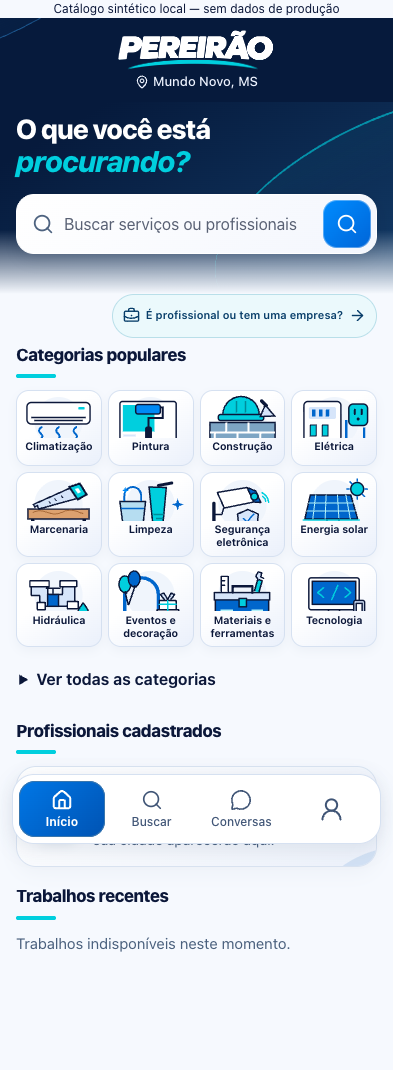 Catálogo sintético local — sem dados de produção
PEREIRÃO
Mundo Novo, MS
O que você está
procurando?
Buscar serviços ou profissionais
É profissional ou tem uma empresa?
Categorias populares
Climatização
Pintura
Construção
Elétrica
Marcenaria
Limpeza
Segurança
eletrônica
Energia solar
Hidráulica
Eventos e
decoração
Materiais e
ferramentas
</>
Tecnologia
Ver todas as categorias
Profissionais cadastrados
Início
Buscar
Conversas
Trabalhos recentes
Trabalhos indisponíveis neste momento.